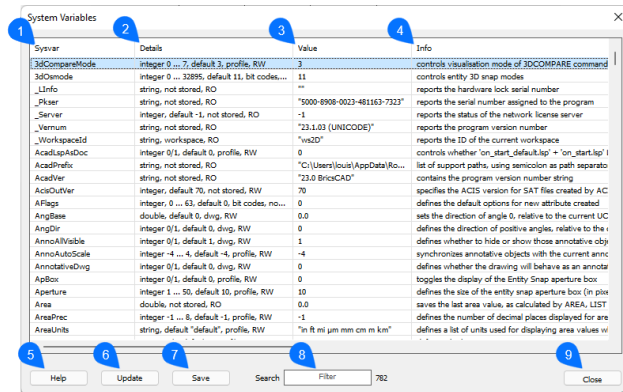 System Variables
1 2 3 4
Sysvar Details Value Info
3dCompareMode integer 0 ... 7, default 3, profile, RW 3 controls visualisation mode of 3DCOMPARE command
3dOsmode integer 0 ... 32895, default 11, bit codes,... 11 controls entity 3D snap modes
_LInfo string, not stored, RO "" reports the hardware lock serial number
_Pkser string, not stored, RO "5000-8908-0023-481163-7323" reports the serial number assigned to the program
_Server integer, default -1, not stored, RO -1 reports the status of the network license server
_Vernum string, not stored, RO "23.1.03 (UNICODE)" reports the program version number
_WorkspaceId string, workspace, RO "ws2D" reports the ID of the current workspace
AcadLspAsDoc integer 0/1, default 0, profile, RW 0 controls whether 'on_start_default.lsp' + 'on_start.lsp'
AcadPrefix string, not stored, RO "C:\Users\louis\AppData\Ro... list of support paths, using semicolon as path separato
AcadVer string, not stored, RO "23.0 BricsCAD" contains the program version number string
AcisOutVer integer, default 70, not stored, RW 70 specifies the ACIS version for SAT files created by AC
AFlags integer, 0 ... 63, default 0, bit codes, no... 0 defines the default options for new attribute created
AngBase double, default 0, dwg, RW 0.0 sets the direction of angle 0, relative to the current UC
AngDir integer 0/1, default 0, dwg, RW 0 defines the direction of positive angles, relative to the
AnnoAllVisible integer 0/1, default 1, dwg, RW 1 defines whether to hide or show those annotative obje
AnnoAutoScale integer -4 ... 4, default -4, profile, RW -4 synchronizes annotative objects with the current anno
AnnotativeDwg integer 0/1, default 0, dwg, RW 0 defines whether the drawing will behave as an annotat
ApBox integer 0/1, default 0, profile, RW 0 toggles the display of the Entity Snap aperture box
Aperture integer 1 ... 50, default 10, profile, RW 10 defines the size of the entity snap aperture box (in pixe
Area double, not stored, RO 0.0 saves the last area value, as calculated by AREA, LIST
AreaPrec integer -1 ... 8, default -1, profile, RW -1 defines the number of decimal places displayed for are
AreaUnits string, default "default", profile, RW "in ft mi µm mm cm m km" defines a list of units used for displaying area values w
5 6 7 8 9
Help Update Save Search Filter 782 Close